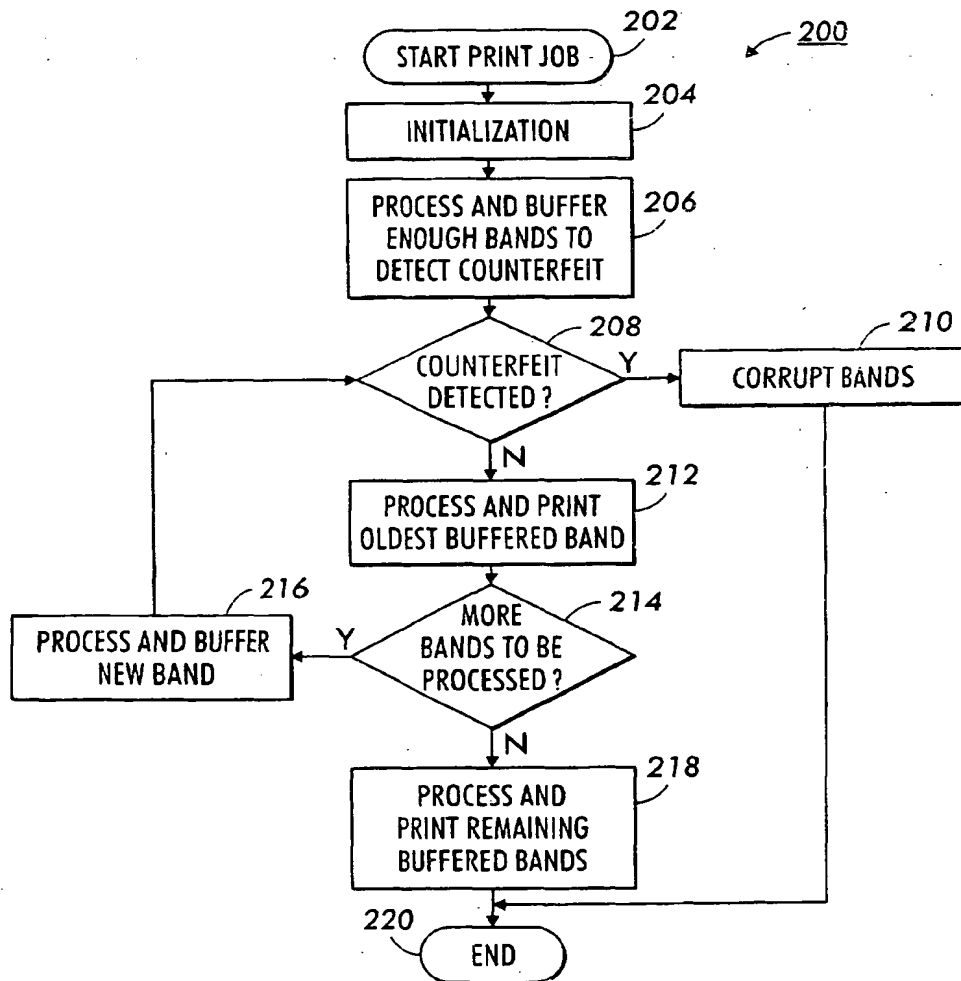 202
200
START PRINT JOB
204
INITIALIZATION
206
PROCESS AND BUFFER
ENOUGH BANDS TO
DETECT COUNTERFEIT
208
210
COUNTERFEIT
DETECTED ?
Y
CORRUPT BANDS
N
212
PROCESS AND PRINT
OLDEST BUFFERED BAND
216
214
PROCESS AND BUFFER
NEW BAND
Y
MORE
BANDS TO BE
PROCESSED ?
N
218
PROCESS AND
PRINT REMAINING
BUFFERED BANDS
220
END